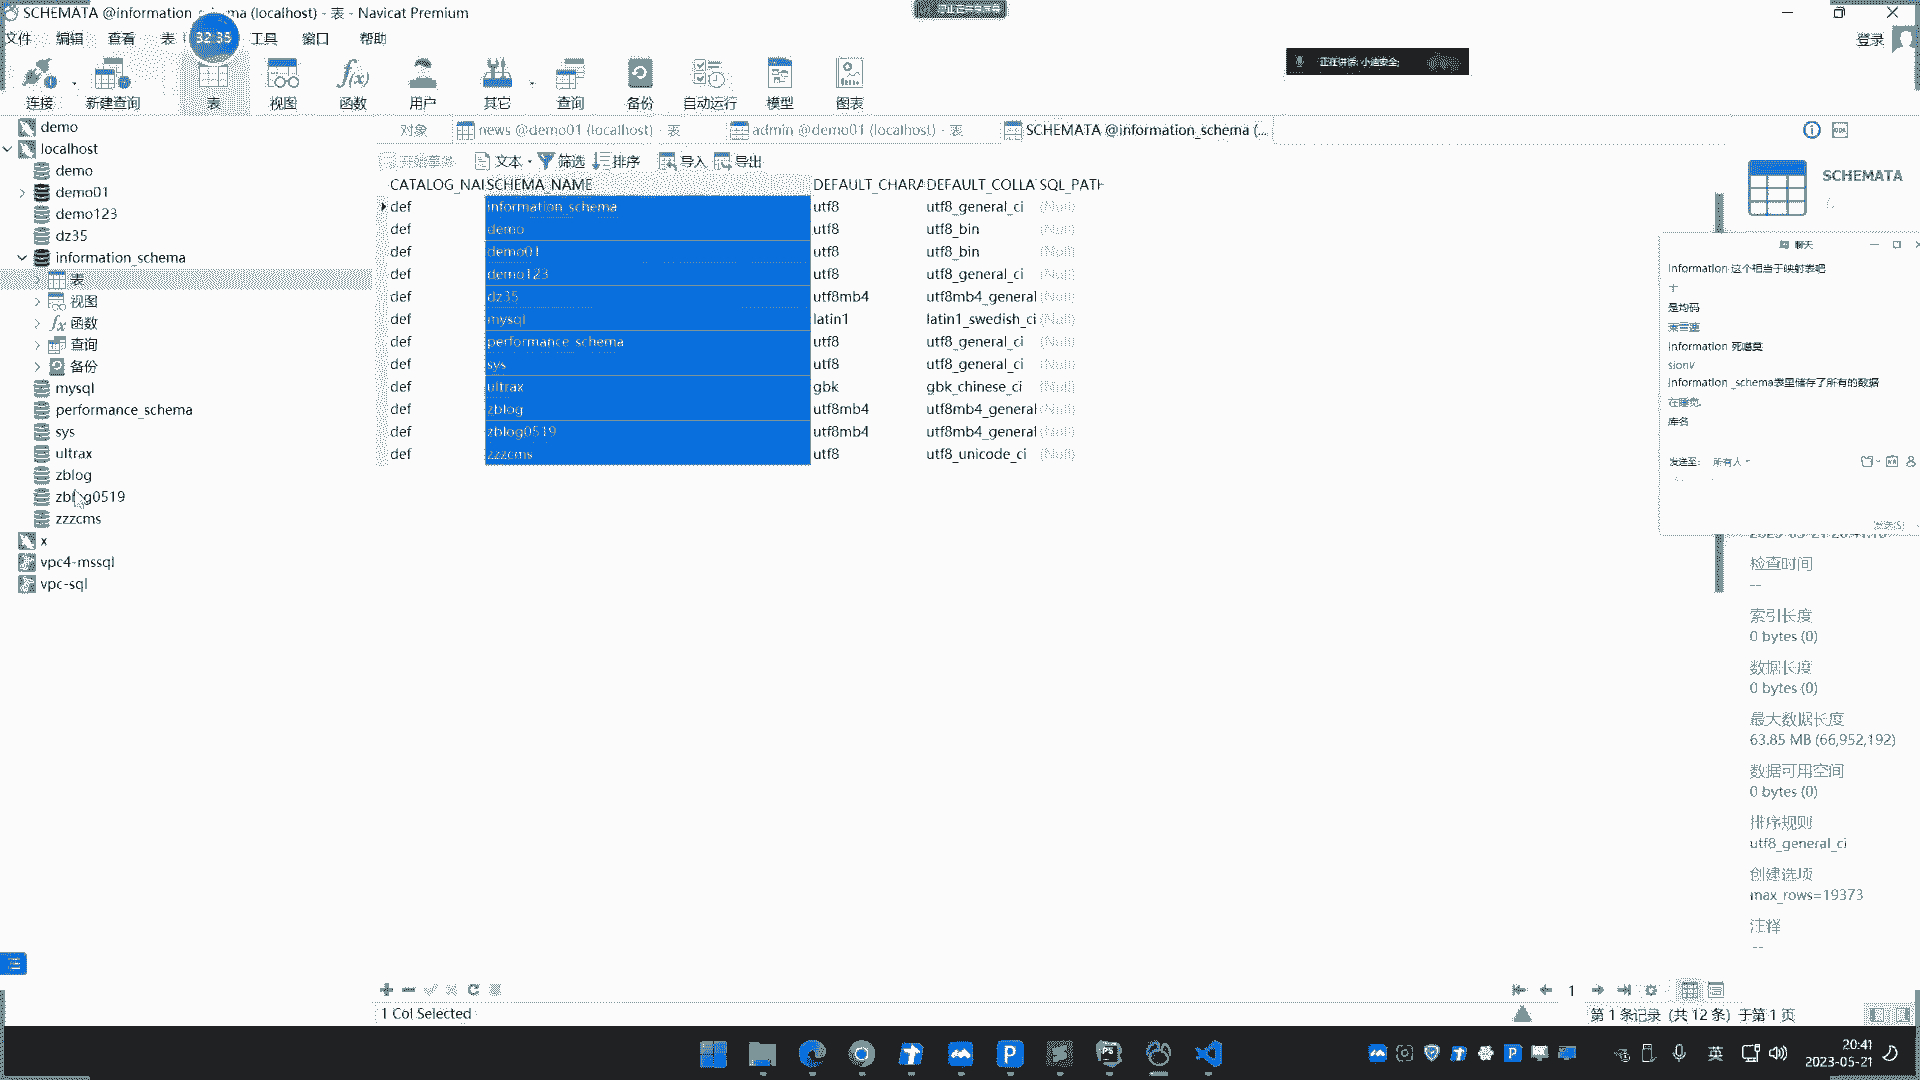 SCHEMATA @information_schema (localhost) - 表 - Navicat Premium
文件 编辑 查看 表 32:35 工具 窗口 帮助
登录
正在讲话: 小迪安全;
连接 新建查询 表 视图 函数 用户 其它 查询 备份 自动运行 模型 图表
demo
localhost
demo
demo01
demo123
dz35
information_schema
表
视图
函数
查询
备份
mysql
performance_schema
sys
ultrax
zblog
zblog0519
zzzcms
x
vpc4-mssql
vpc-sql
对象 news @demo01 (localhost) - 表 admin @demo01 (localhost) - 表 SCHEMATA @information_schema (...
开始事务 文本 筛选 排序 导入 导出
CATALOG_NAI SCHEMA_NAME DEFAULT_CHARA DEFAULT_COLLA SQL_PATH
def information_schema utf8 utf8_general_ci (Null)
def demo utf8 utf8_bin (Null)
def demo01 utf8 utf8_bin (Null)
def demo123 utf8 utf8_general_ci (Null)
def dz35 utf8mb4 utf8mb4_general (Null)
def mysql latin1 latin1_swedish_ci (Null)
def performance_schema utf8 utf8_general_ci (Null)
def sys utf8 utf8_general_ci (Null)
def ultrax gbk gbk_chinese_ci (Null)
def zblog utf8mb4 utf8mb4_general (Null)
def zblog0519 utf8mb4 utf8mb4_general (Null)
def zzzcms utf8 utf8_unicode_ci (Null)
SCHEMATA
聊天
information 这个相当于映射表吧
是均码
information
sionv
information _schema表里储存了所有的数据
在睡觉.
库名
发送至: 所有人
发送(S)
检查时间
--
索引长度
0 bytes (0)
数据长度
0 bytes (0)
最大数据长度
63.85 MB (66,952,192)
数据可用空间
0 bytes (0)
排序规则
utf8_general_ci
创建选项
max_rows=19373
注释
--
1
1 Col Selected
第 1 条记录 (共 12 条) 于第 1 页
英
20:41
2023-05-21